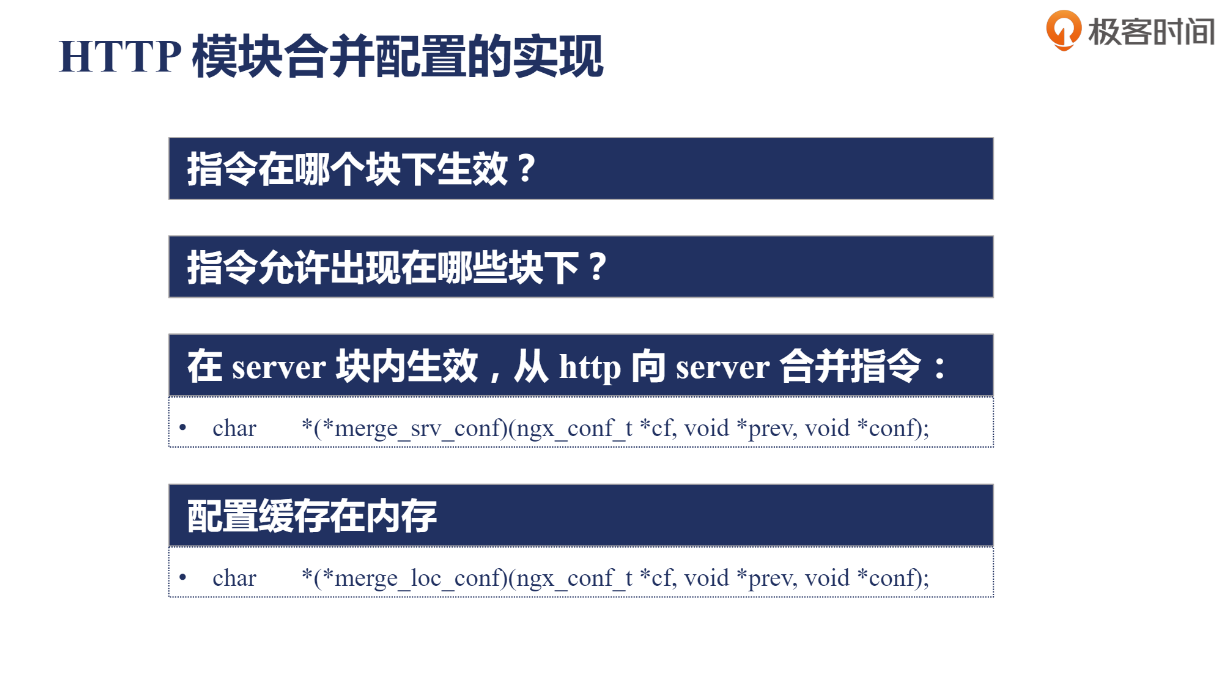 HTTP 模块合并配置的实现
极客时间
指令在哪个块下生效？
指令允许出现在哪些块下？
在 server 块内生效，从 http 向 server 合并指令：
• char *(*merge_srv_conf)(ngx_conf_t *cf, void *prev, void *conf);
配置缓存在内存
• char *(*merge_loc_conf)(ngx_conf_t *cf, void *prev, void *conf);